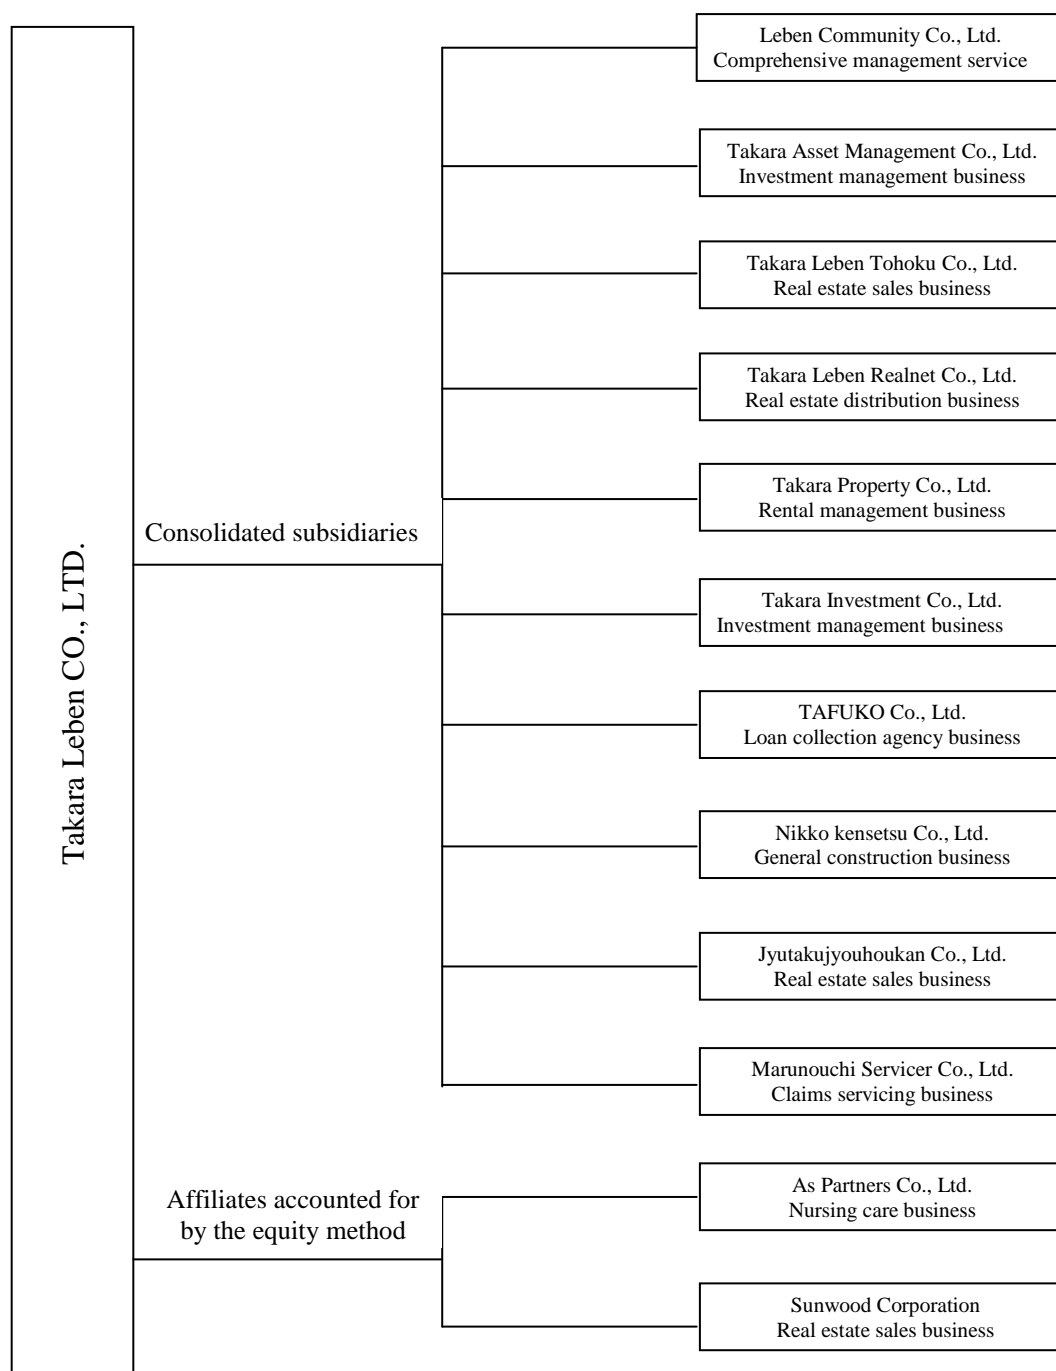 Takara Leben CO., LTD.
Consolidated subsidiaries
Leben Community Co., Ltd.
Comprehensive management service
Takara Asset Management Co., Ltd.
Investment management business
Takara Leben Tohoku Co., Ltd.
Real estate sales business
Takara Leben Realnet Co., Ltd.
Real estate distribution business
Takara Property Co., Ltd.
Rental management business
Takara Investment Co., Ltd.
Investment management business
TAFUKO Co., Ltd.
Loan collection agency business
Nikko kensetsu Co., Ltd.
General construction business
Jyutakujyouhoukan Co., Ltd.
Real estate sales business
Marunouchi Servicer Co., Ltd.
Claims servicing business
Affiliates accounted for
by the equity method
As Partners Co., Ltd.
Nursing care business
Sunwood Corporation
Real estate sales business